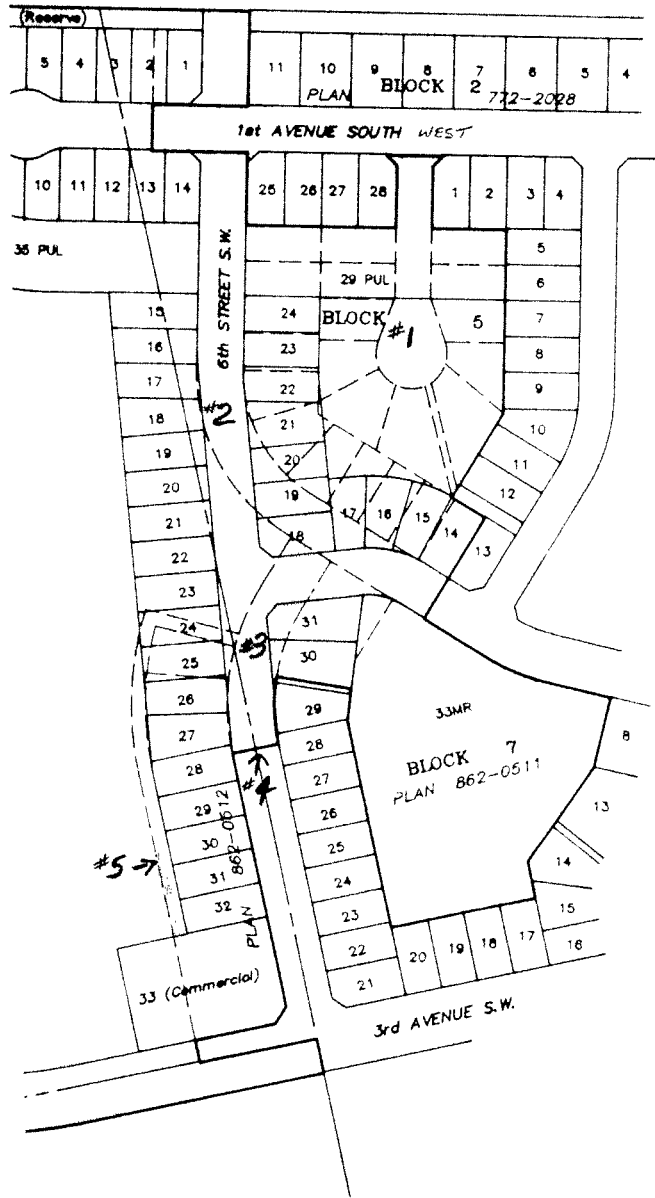 (Reserve)
5 4 3 2 1
11 10 9 8 7 6 5 4
PLAN BLOCK 2 772-2028
1st AVENUE SOUTH WEST
10 11 12 13 14
25 26 27 28
1 2 3 4
35 PUL
6th STREET S.W.
29 PUL
BLOCK 5
#1
5
6
7
8
9
10
11
12
13
24
23
22
21
20
19
18
17 16 15 14
#2
15
16
17
18
19
20
21
22
23
24
25
26
27
28
29
30
31
32
33 (Commercial)
PLAN 862-0512
#3
#4
#5
31
30
29
28
27
26
25
24
23
22
21
20 19 18 17
33MR
BLOCK 7
PLAN 862-0511
8
13
14
15
16
3rd AVENUE S.W.